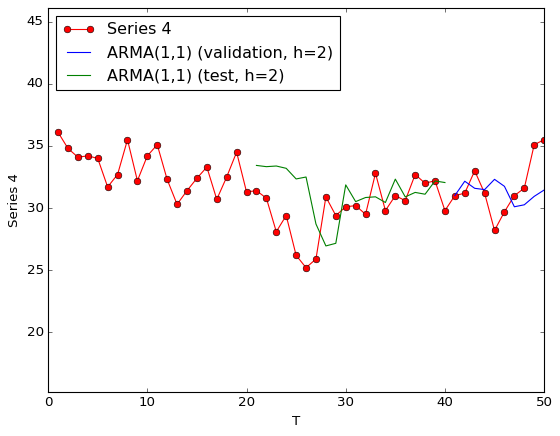 Series 4
ARMA(1,1) (validation, h=2)
ARMA(1,1) (test, h=2)
45
40
35
30
25
20
Series 4
0
10
20
30
40
50
T